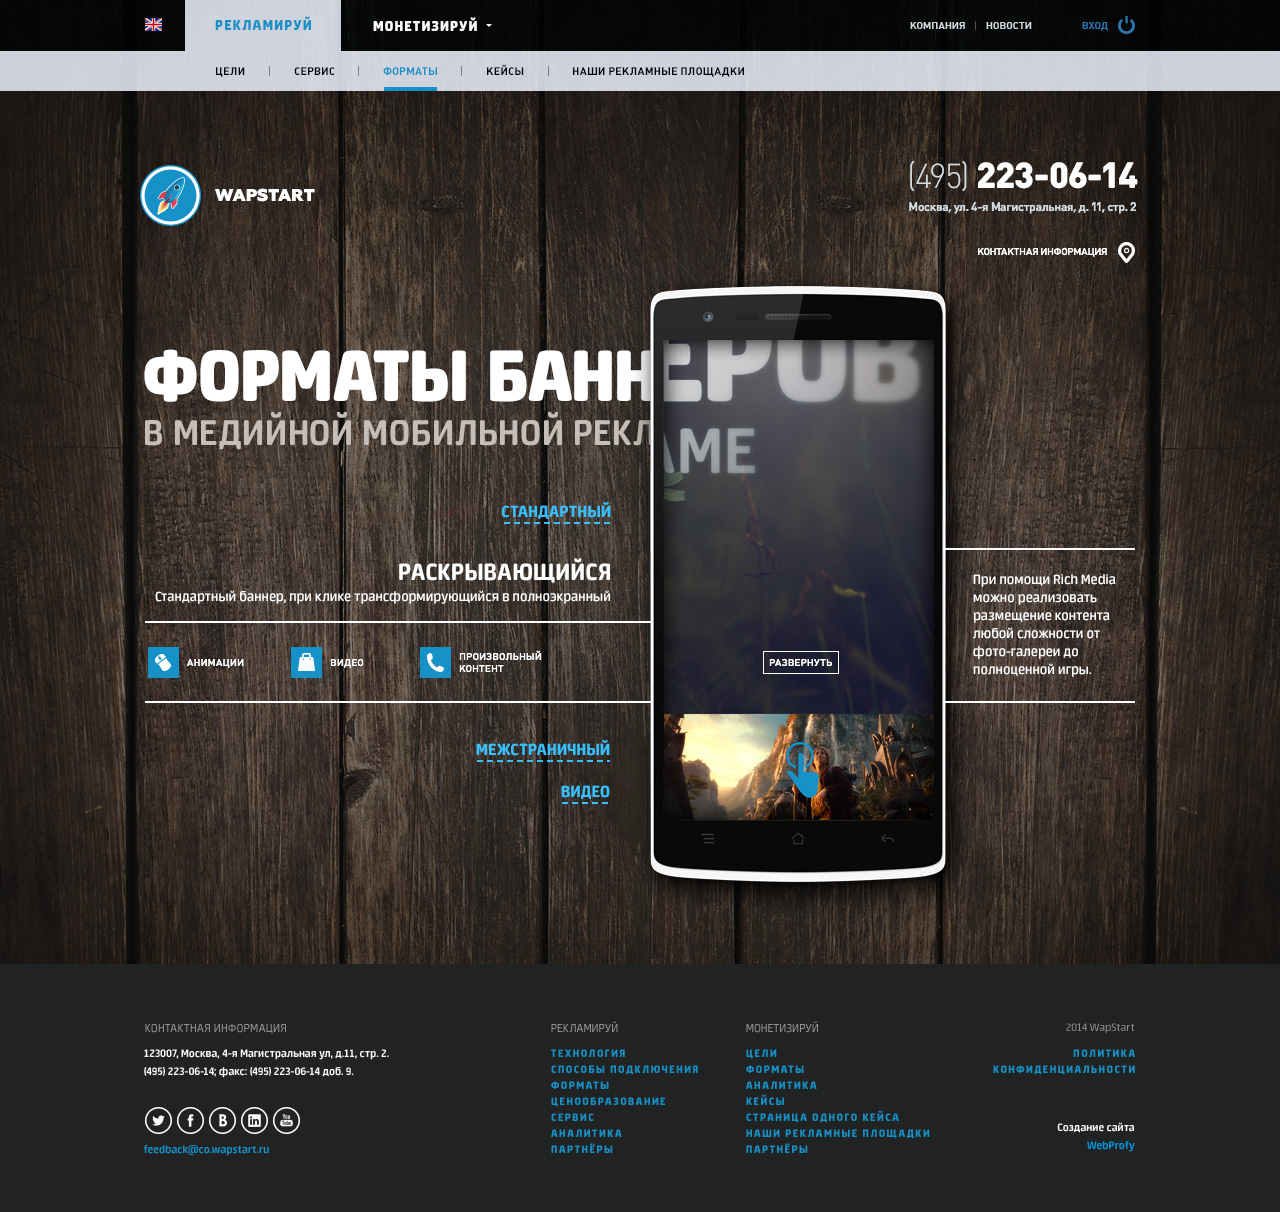 РЕКЛАМИРУЙ
МОНЕТИЗИРУЙ
КОМПАНИЯ
НОВОСТИ
ВХОД
ЦЕЛИ
СЕРВИС
ФОРМАТЫ
КЕЙСЫ
НАШИ РЕКЛАМНЫЕ ПЛОЩАДКИ
WAPSTART
(495) 223-06-14
Москва, ул. 4-я Магистральная, д. 11, стр. 2
КОНТАКТНАЯ ИНФОРМАЦИЯ
ФОРМАТЫ БАННЕРОВ
В МЕДИЙНОЙ МОБИЛЬНОЙ РЕКЛАМЕ
СТАНДАРТНЫЙ
РАСКРЫВАЮЩИЙСЯ
Стандартный баннер, при клике трансформирующийся в полноэкранный
АНИМАЦИИ
ВИДЕО
ПРОИЗВОЛЬНЫЙ
КОНТЕНТ
РАЗВЕРНУТЬ
При помощи Rich Media
можно реализовать
размещение контента
любой сложности от
фото-галереи до
полноценной игры.
МЕЖСТРАНИЧНЫЙ
ВИДЕО
КОНТАКТНАЯ ИНФОРМАЦИЯ
123007, Москва, 4-я Магистральная ул, д.11, стр. 2.
(495) 223-06-14; факс: (495) 223-06-14 доб. 9.
You
Tube
feedback@co.wapstart.ru
РЕКЛАМИРУЙ
ТЕХНОЛОГИЯ
СПОСОБЫ ПОДКЛЮЧЕНИЯ
ФОРМАТЫ
ЦЕНООБРАЗОВАНИЕ
СЕРВИС
АНАЛИТИКА
ПАРТНЁРЫ
МОНЕТИЗИРУЙ
ЦЕЛИ
ФОРМАТЫ
АНАЛИТИКА
КЕЙСЫ
СТРАНИЦА ОДНОГО КЕЙСА
НАШИ РЕКЛАМНЫЕ ПЛОЩАДКИ
ПАРТНЁРЫ
2014 WapStart
ПОЛИТИКА
КОНФИДЕНЦИАЛЬНОСТИ
Создание сайта
WebProfy